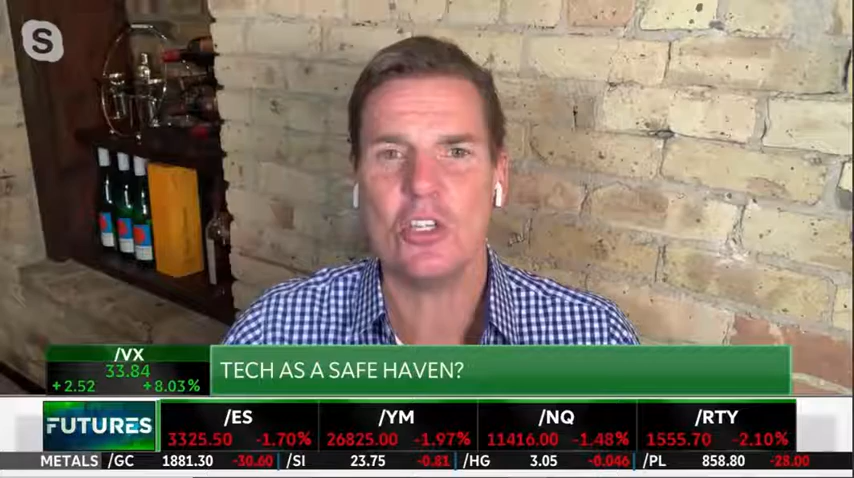 S
/VX
33.84
+2.52 +8.03%
TECH AS A SAFE HAVEN?
FUTURES
/ES
3325.50 -1.70%
/YM
26825.00 -1.97%
/NQ
11416.00 -1.48%
/RTY
1555.70 -2.10%
METALS /GC 1881.30 -30.60 /SI 23.75 -0.81 /HG 3.05 -0.046 /PL 858.80 -28.00